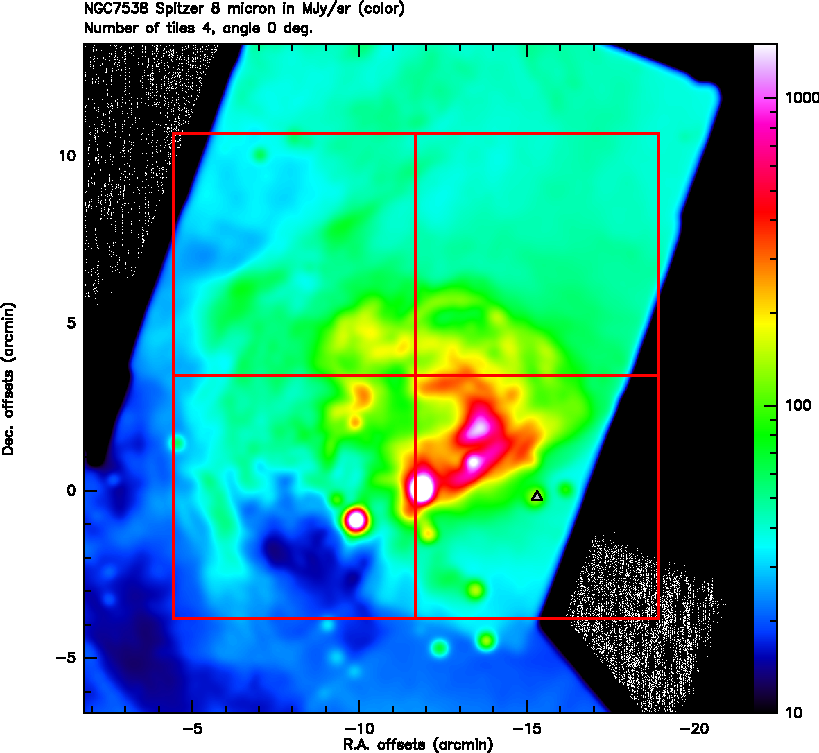 NGC7538 Spitzer 8 micron in MJy/sr (color)
Number of tiles 4, angle 0 deg.
1000
10
5
100
0
−5
10
−5
−10
−15
−20
Dec. offsets (arcmin)
R.A. offsets (arcmin)